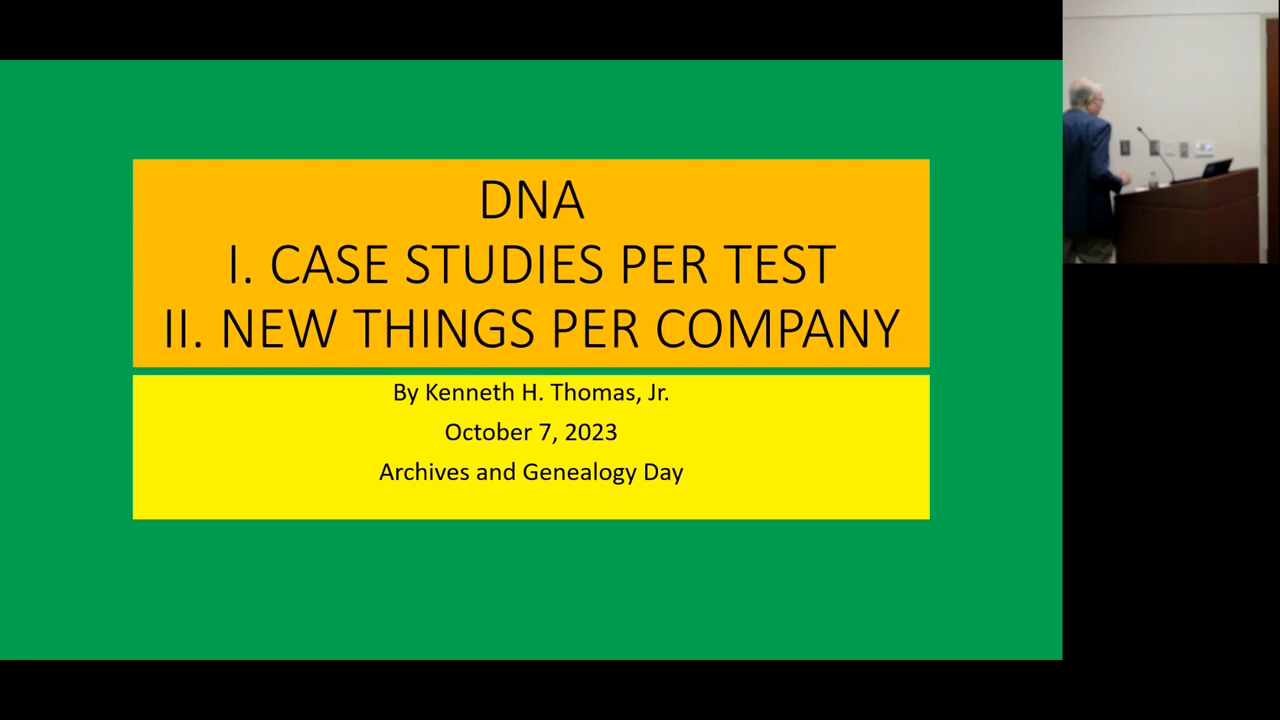 DNA
I. CASE STUDIES PER TEST
II. NEW THINGS PER COMPANY
By Kenneth H. Thomas, Jr.
October 7, 2023
Archives and Genealogy Day